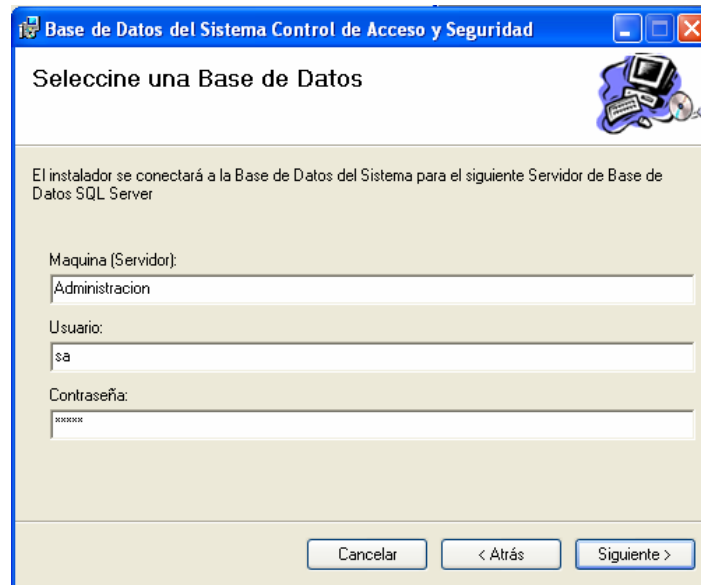 Base de Datos del Sistema Control de Acceso y Seguridad
Seleccine una Base de Datos
El instalador se conectará a la Base de Datos del Sistema para el siguiente Servidor de Base de
Datos SQL Server
Maquina (Servidor):
Administracion
Usuario:
sa
Contraseña:
*****
Cancelar
< Atrás
Siguiente >